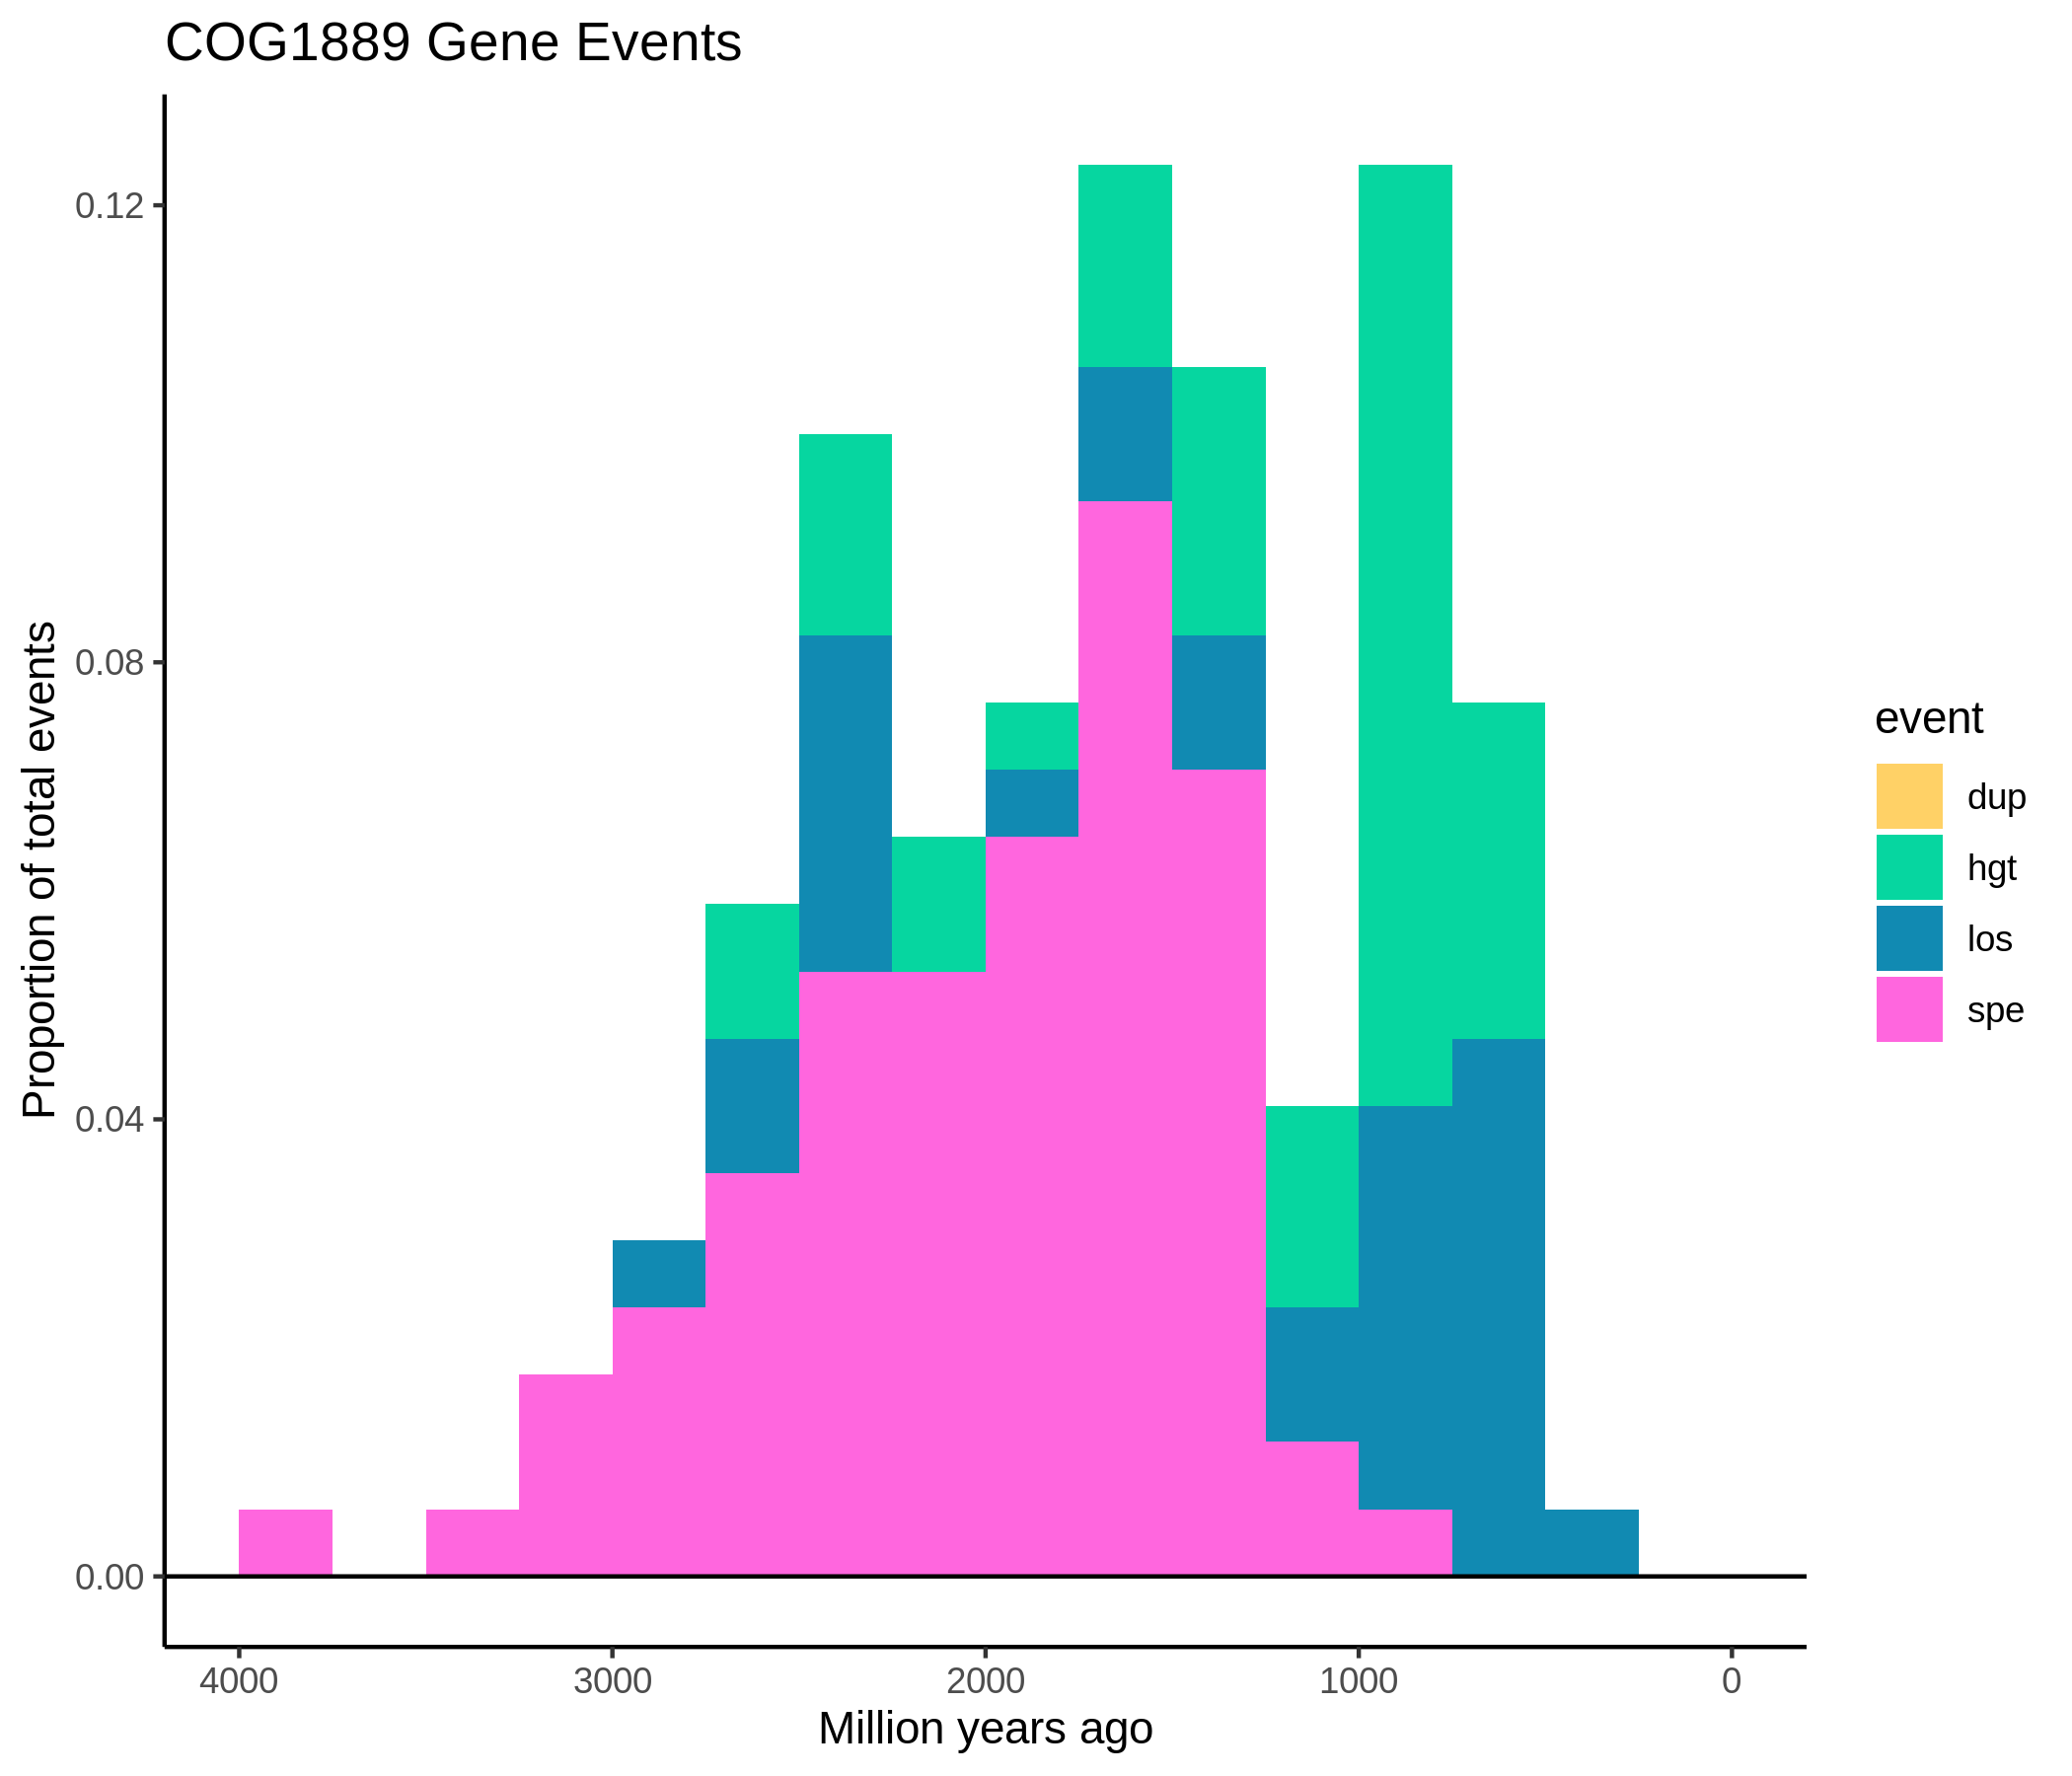 COG1889 Gene Events
0.12
0.08
0.04
0.00
Proportion of total events
4000 3000 2000 1000 0
Million years ago
event
dup
hgt
los
spe